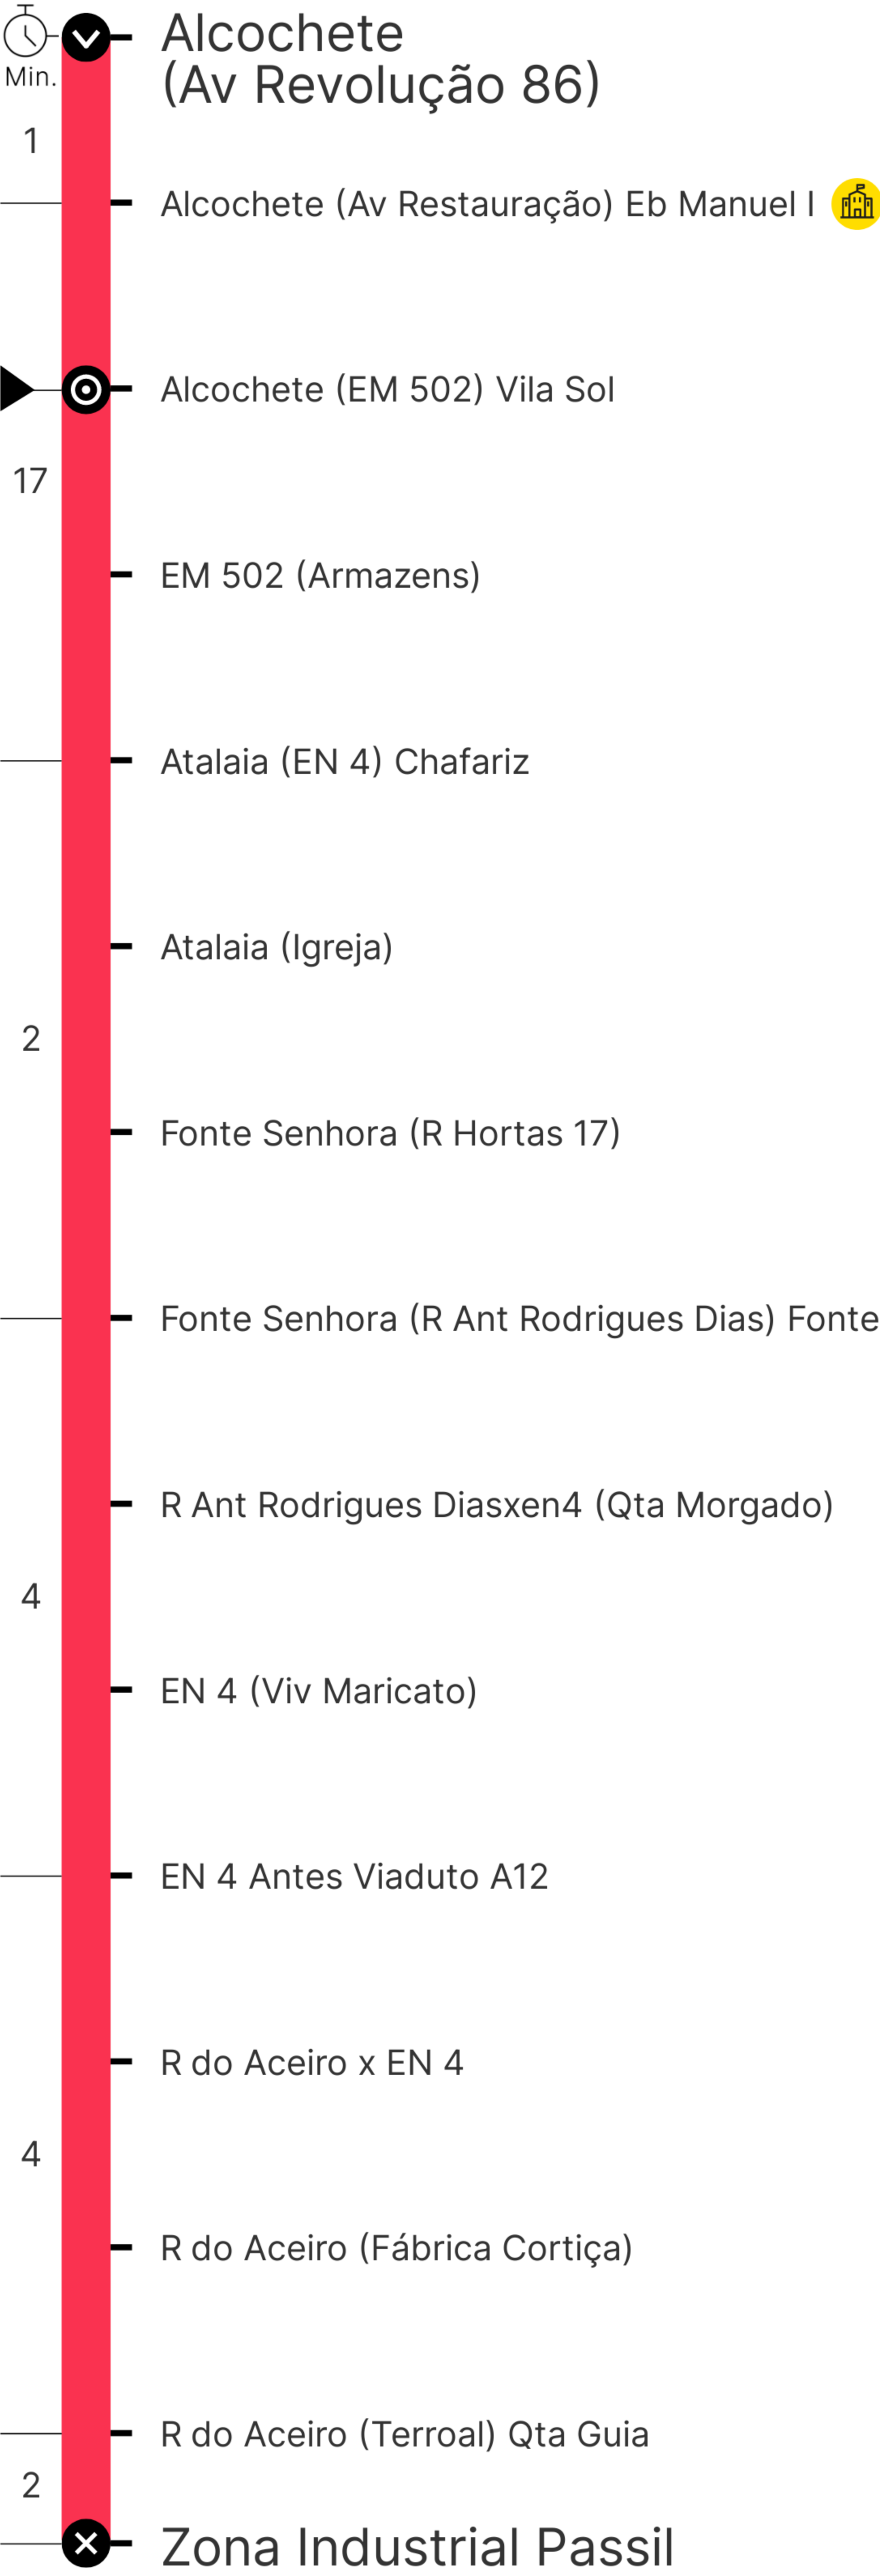 Min.
Alcochete
(Av Revolução 86)
1
Alcochete (Av Restauração) Eb Manuel I
Alcochete (EM 502) Vila Sol
17
EM 502 (Armazens)
Atalaia (EN 4) Chafariz
Atalaia (Igreja)
2
Fonte Senhora (R Hortas 17)
Fonte Senhora (R Ant Rodrigues Dias) Fonte
R Ant Rodrigues Diasxen4 (Qta Morgado)
4
EN 4 (Viv Maricato)
EN 4 Antes Viaduto A12
R do Aceiro x EN 4
4
R do Aceiro (Fábrica Cortiça)
R do Aceiro (Terroal) Qta Guia
2
Zona Industrial Passil